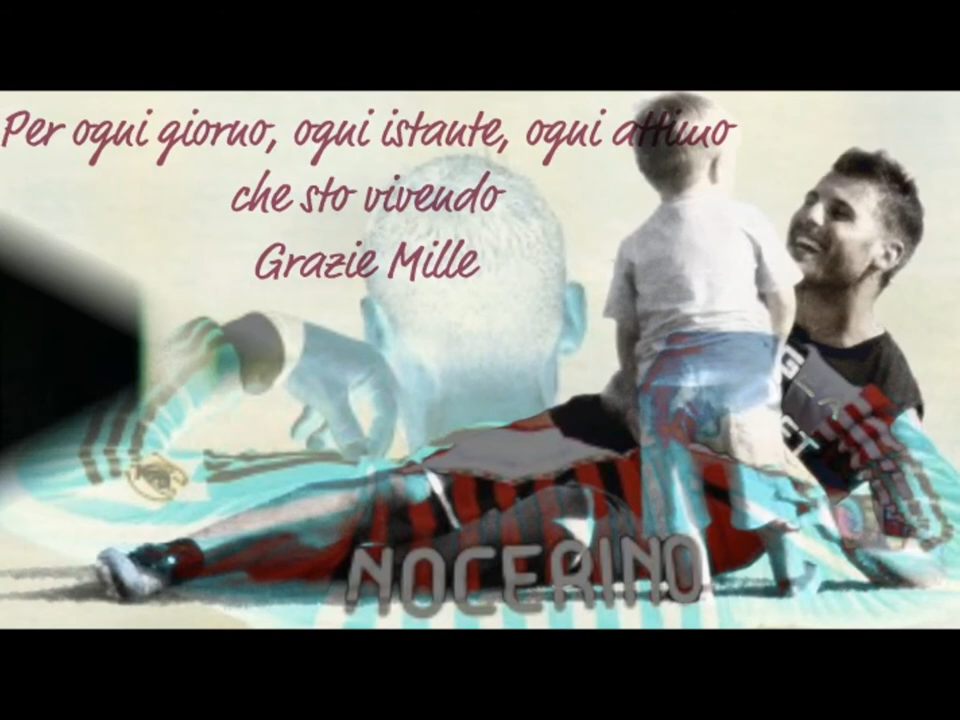 Per ogni giorno, ogni istante, ogni attimo
che sto vivendo
Grazie Mille
NOCERINO